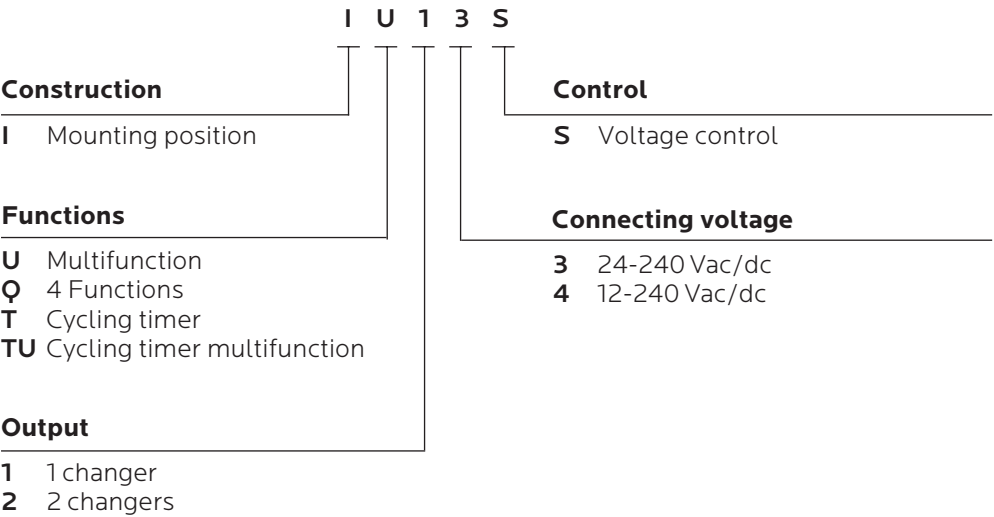 I U 1 3 S
Construction
I Mounting position
Functions
U Multifunction
Q 4 Functions
T Cycling timer
TU Cycling timer multifunction
Output
1 1 changer
2 2 changers
Control
S Voltage control
Connecting voltage
3 24-240 Vac/dc
4 12-240 Vac/dc